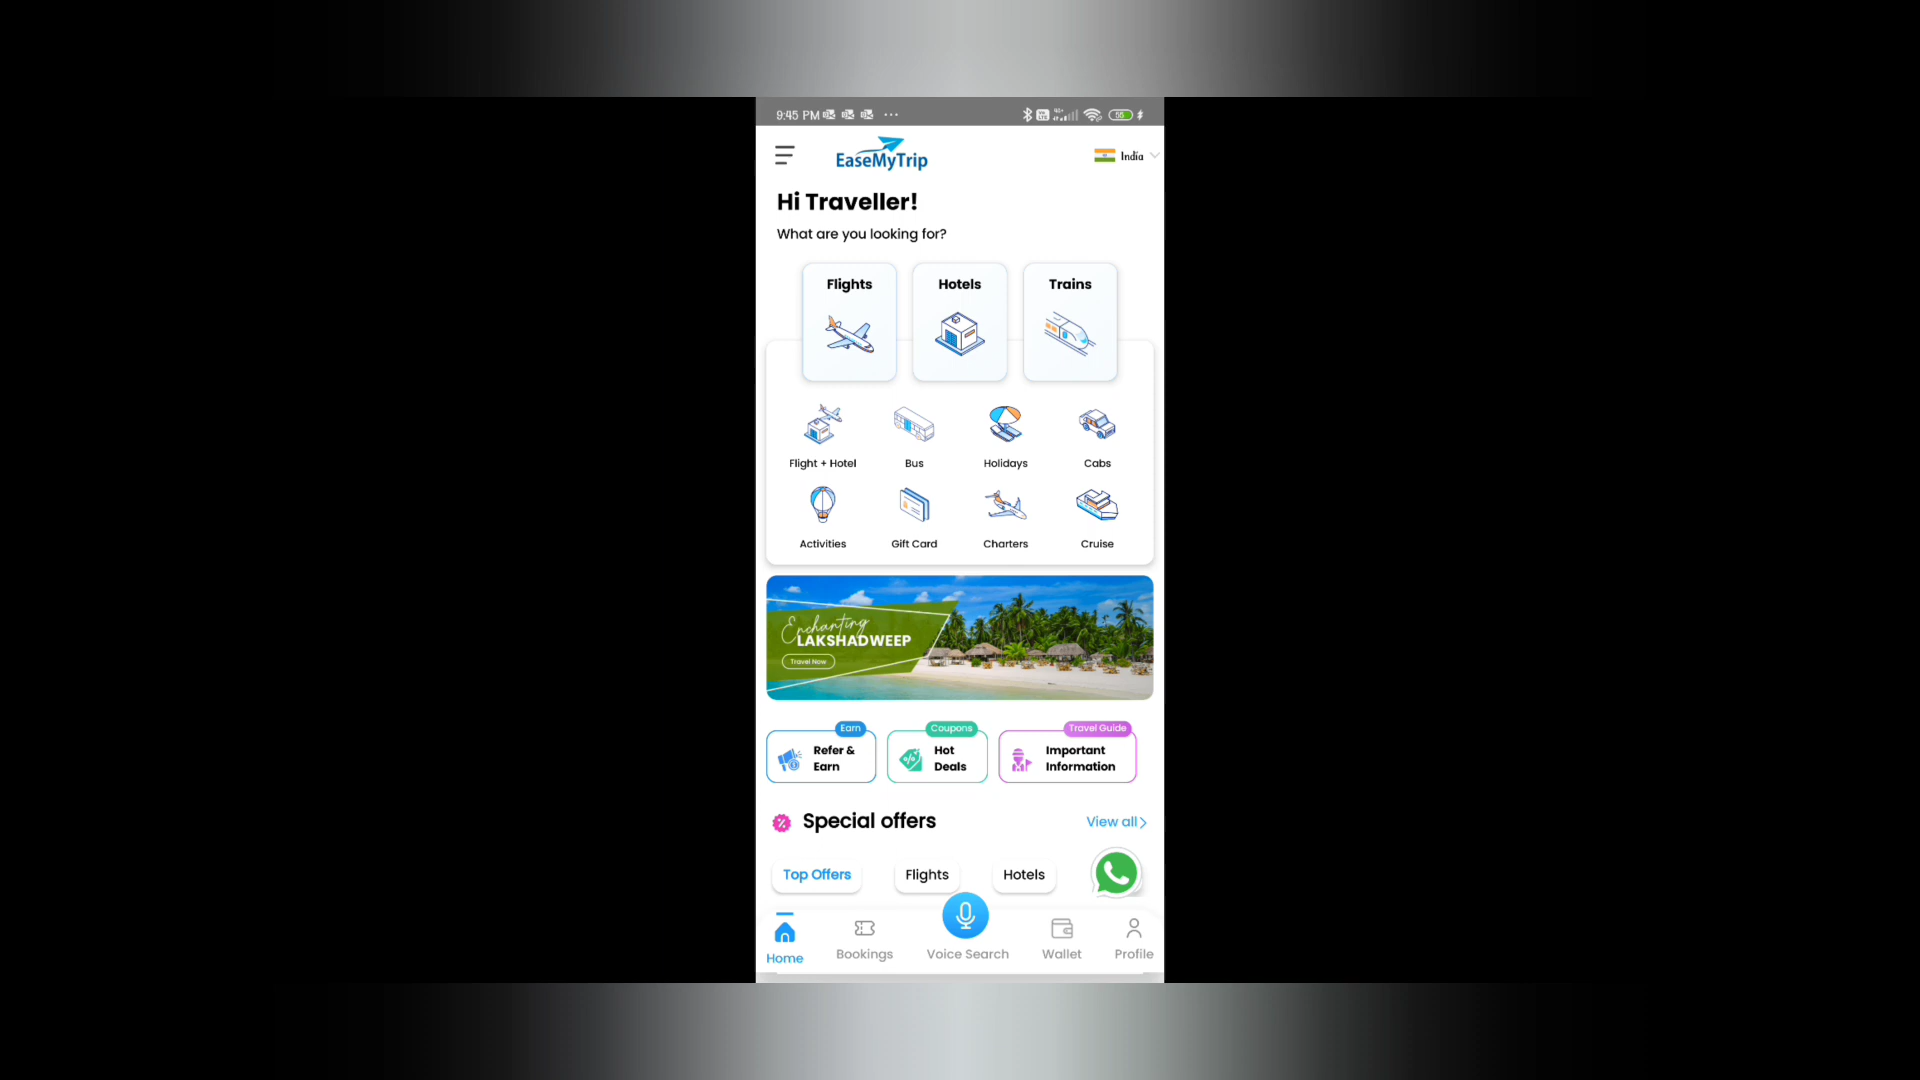 9:45 PM
EaseMyTrip
India
Hi Traveller!
What are you looking for?
Flights
Hotels
Trains
Flight + Hotel
Bus
Holidays
Cabs
Activities
Gift Card
Charters
Cruise
Enchanting
LAKSHADWEEP
Travel Now
Earn
Refer &
Earn
Coupons
Hot
Deals
Travel Guide
Important
Information
Special offers
View all
Top Offers
Flights
Hotels
Home
Bookings
Voice Search
Wallet
Profile